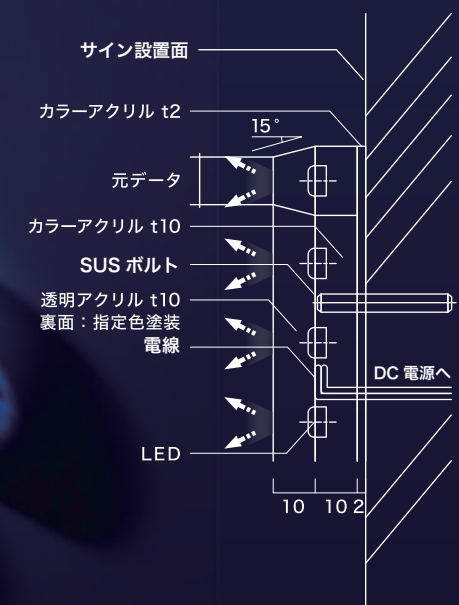 サイン設置面
カラーアクリル t2
15°
元データ
カラーアクリル t10
SUS ボルト
透明アクリル t10
裏面：指定色塗装
電線
DC 電源へ
LED
10 10 2